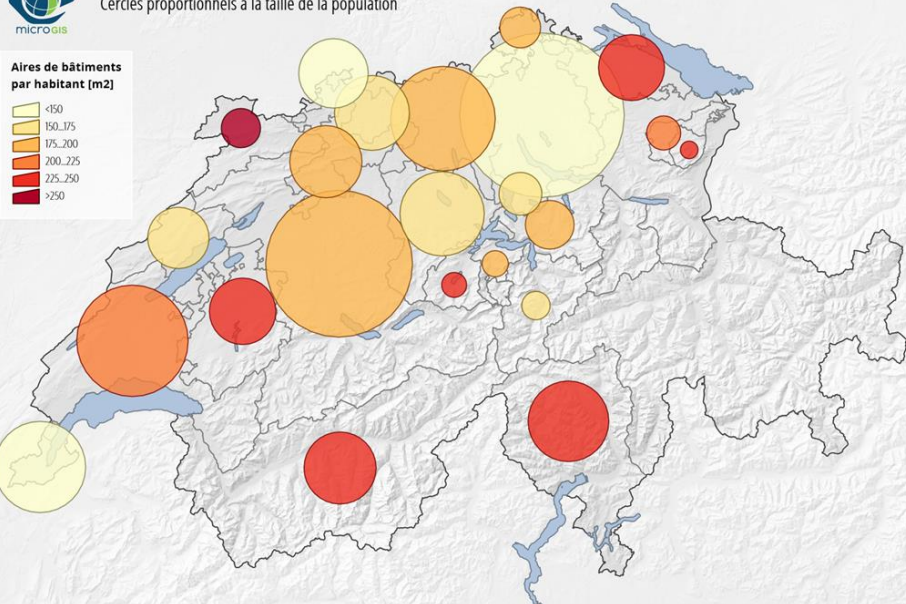 Cercles proportionnels à la taille de la population
microGIS
Aires de bâtiments
par habitant [m2]
<150
150...175
175...200
200...225
225...250
>250